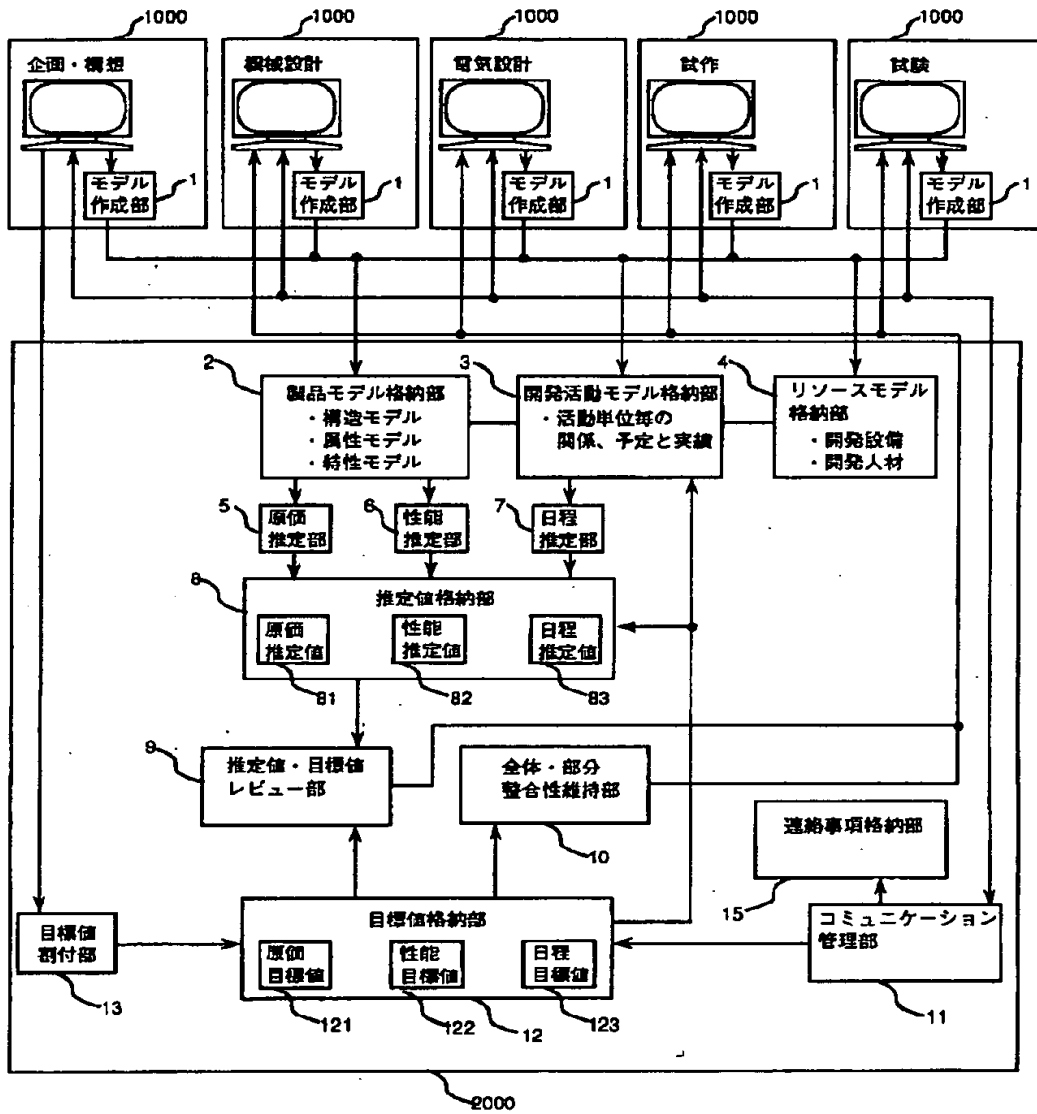 1000
1000
1000
1000
1000
企画・構想
機械設計
電気設計
試作
試験
モデル
作成部
1
モデル
作成部
1
モデル
作成部
1
モデル
作成部
1
モデル
作成部
1
2
製品モデル格納部
・構造モデル
・属性モデル
・特性モデル
3
開発活動モデル格納部
・活動単位毎の
関係、予定と実績
4
リソースモデル
格納部
・開発設備
・開発人材
5
原価
推定部
6
性能
推定部
7
日程
推定部
8
推定値格納部
原価
推定値
性能
推定値
日程
推定値
81
82
83
9
推定値・目標値
レビュー部
全体・部分
整合性維持部
10
連絡事項格納部
15
目標値
割付部
13
目標値格納部
原価
目標値
性能
目標値
日程
目標値
121
122
12
123
コミュニケーション
管理部
11
2000